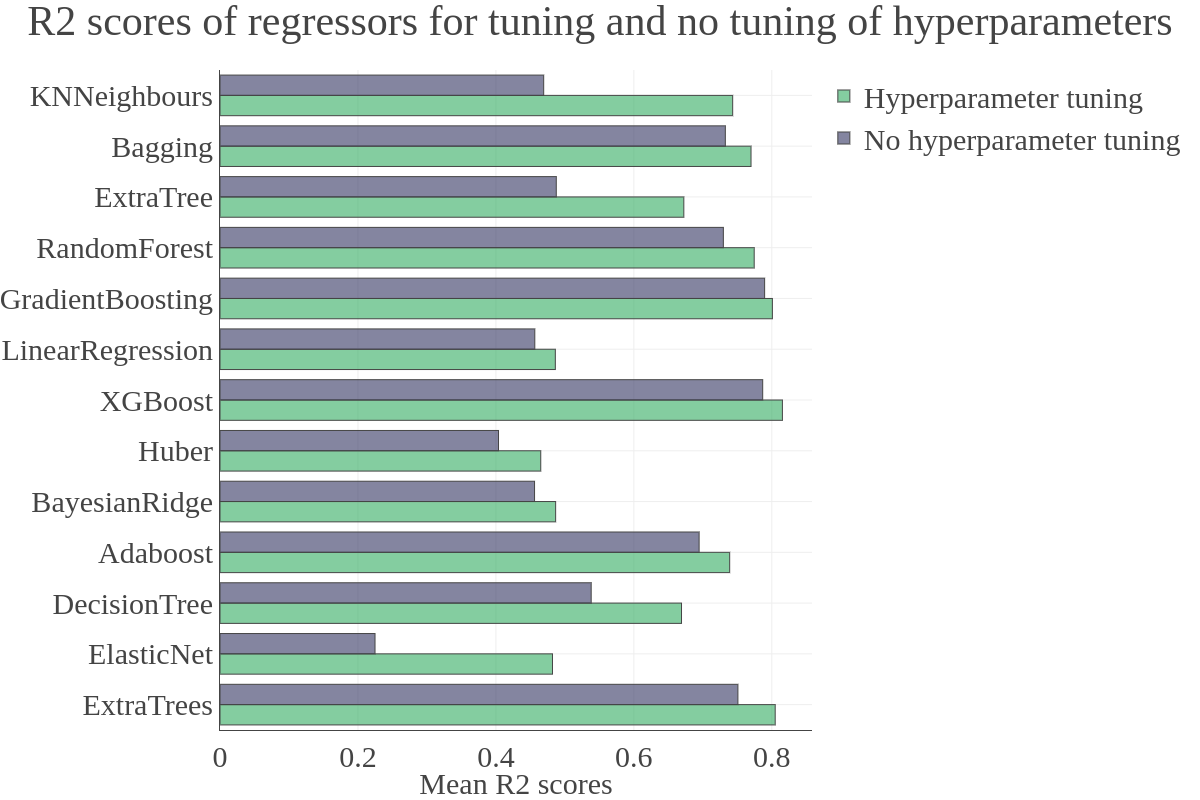 R2 scores of regressors for tuning and no tuning of hyperparameters
KNNeighbours
Bagging
ExtraTree
RandomForest
GradientBoosting
LinearRegression
XGBoost
Huber
BayesianRidge
Adaboost
DecisionTree
ElasticNet
ExtraTrees
0 0.2 0.4 0.6 0.8
Mean R2 scores
Hyperparameter tuning
No hyperparameter tuning